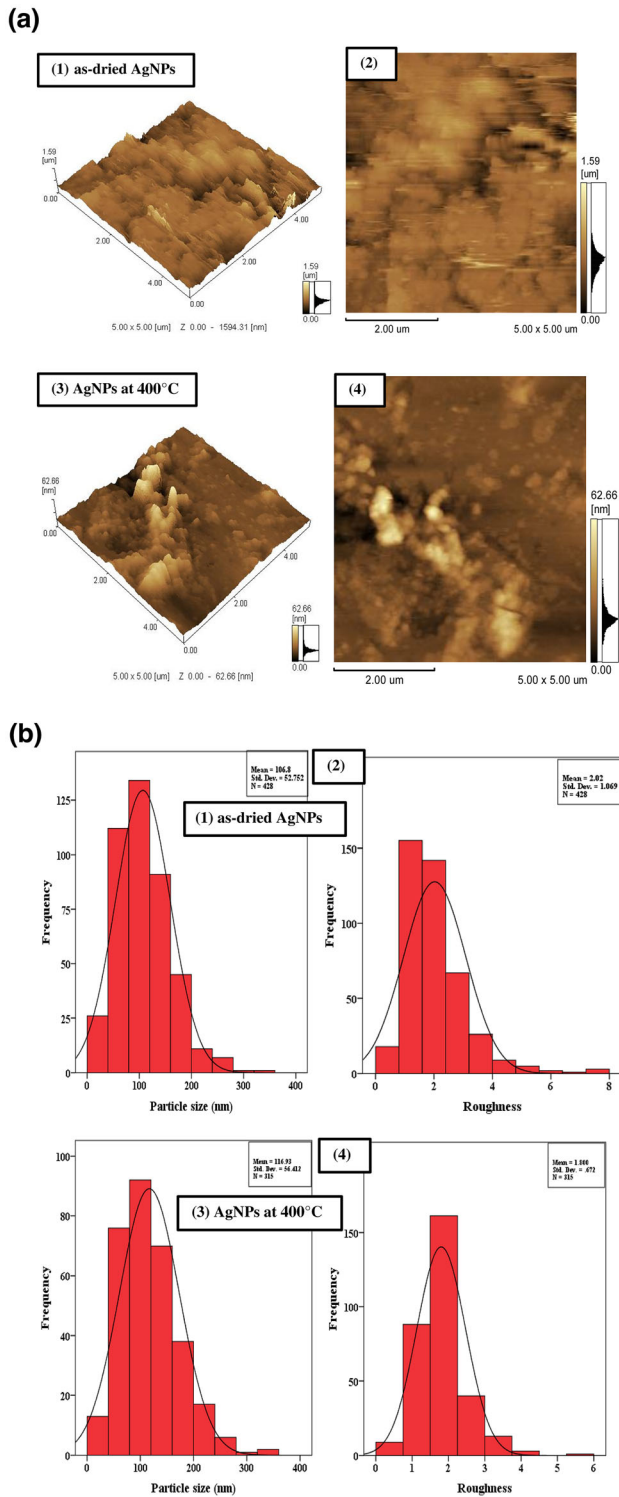 (a)
(1) as-dried AgNPs
(2)
1.59
[um]
0.00
2.00
4.00
0.00
2.00
4.00
1.59
[um]
0.00
5.00 x 5.00 [um] Z 0.00 - 1594.31 [nm]
1.59
[um]
0.00
2.00 um
5.00 x 5.00 um
(3) AgNPs at 400°C
(4)
62.66
[nm]
0.00
2.00
4.00
0.00
2.00
4.00
62.66
[nm]
0.00
5.00 x 5.00 [um] Z 0.00 - 62.66 [nm]
62.66
[nm]
0.00
2.00 um
5.00 x 5.00 um
(b)
(2)
Mean = 106.8
Std. Dev. = 52.752
N = 428
Mean = 2.02
Std. Dev. = 1.069
N = 428
(1) as-dried AgNPs
Frequency
125
100
75
50
25
0
0 100 200 300 400
Particle size (nm)
Frequency
150
100
50
0
0 2 4 6 8
Roughness
(4)
Mean = 116.93
Std. Dev. = 56.412
N = 315
Mean = 1.800
Std. Dev. = .672
N = 315
(3) AgNPs at 400°C
Frequency
100
80
60
40
20
0
0 100 200 300 400
Particle size (nm)
Frequency
150
100
50
0
0 1 2 3 4 5 6
Roughness